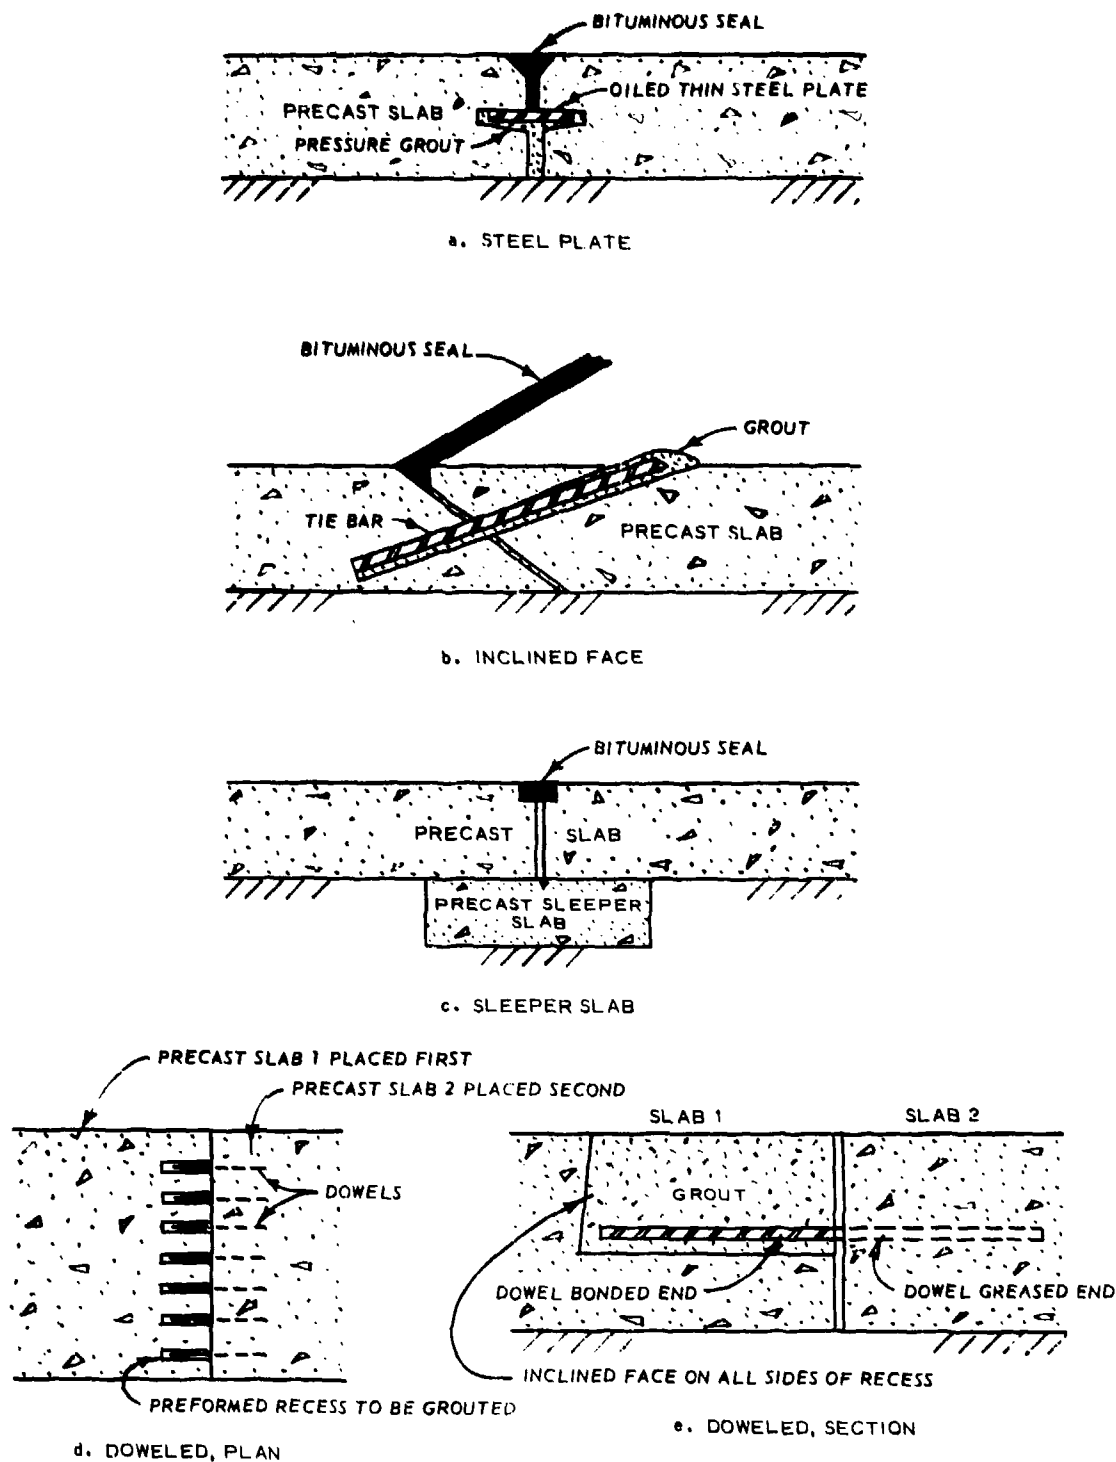 BITUMINOUS SEAL
OILED THIN STEEL PLATE
PRECAST SLAB
PRESSURE GROUT
a. STEEL PLATE
BITUMINOUS SEAL
GROUT
TIE BAR
PRECAST SLAB
b. INCLINED FACE
BITUMINOUS SEAL
PRECAST SLAB
PRECAST SLEEPER
SLAB
c. SLEEPER SLAB
PRECAST SLAB 1 PLACED FIRST
PRECAST SLAB 2 PLACED SECOND
DOWELS
PREFORMED RECESS TO BE GROUTED
d. DOWELED, PLAN
SLAB 1
SLAB 2
GROUT
DOWEL BONDED END
DOWEL GREASED END
INCLINED FACE ON ALL SIDES OF RECESS
e. DOWELED, SECTION